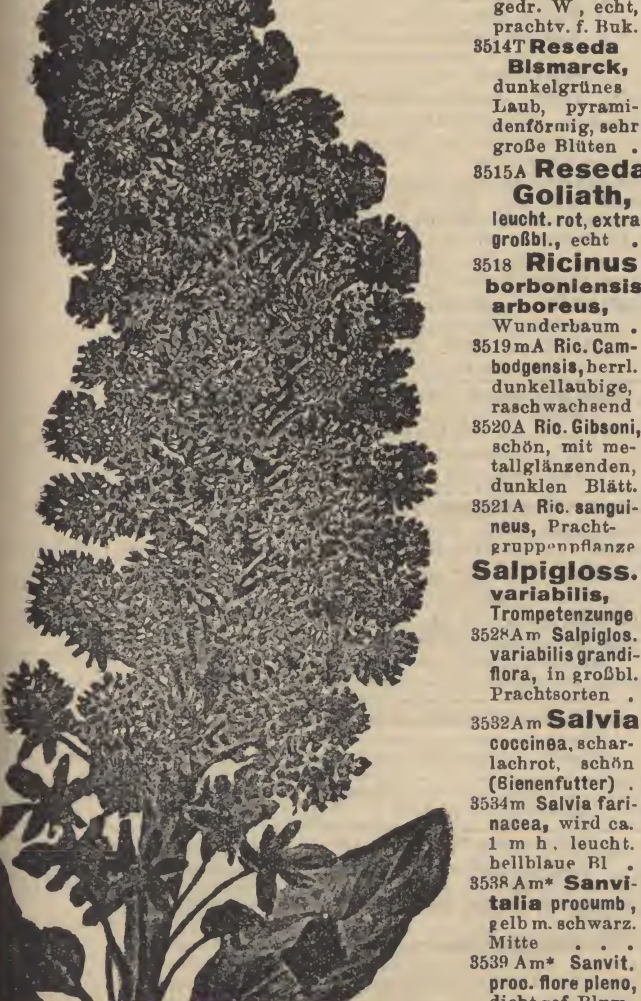 gedr. W, echt,
prachtv. f. Buk.
3514T Reseda
Bismarck,
dunkelgrünes
Laub, pyrami-
denförmig, sehr
große Blüten .
3515A Reseda
Goliath,
leucht. rot, extra
großbl., echt .
3518 Ricinus
borboniensis
arboreus,
Wunderbaum .
3519mA Ric. Cam-
bodgensis, herrl.
dunkellaubige,
raschwachsend
3520A Ric. Gibsoni,
schön, mit me-
tallglänzenden,
dunklen Blätt.
3521A Ric. sangui-
neus, Pracht-
gruppenpflanze
Salpigloss.
variabilis,
Trompetenzunge
3528Am Salpiglos.
variabilis grandi-
flora, in großbl.
Prachtsorten .
3532Am Salvia
coccinea, schar-
lachrot, schön
(Bienenfutter) .
3534m Salvia fari-
nacea, wird ca.
1 m h. leucht.
hellblaue Bl .
3538Am* Sanvi-
talia procumb,
gelb m. schwarz.
Mitte . . .
3539Am* Sanvit.
proc. flore pleno,